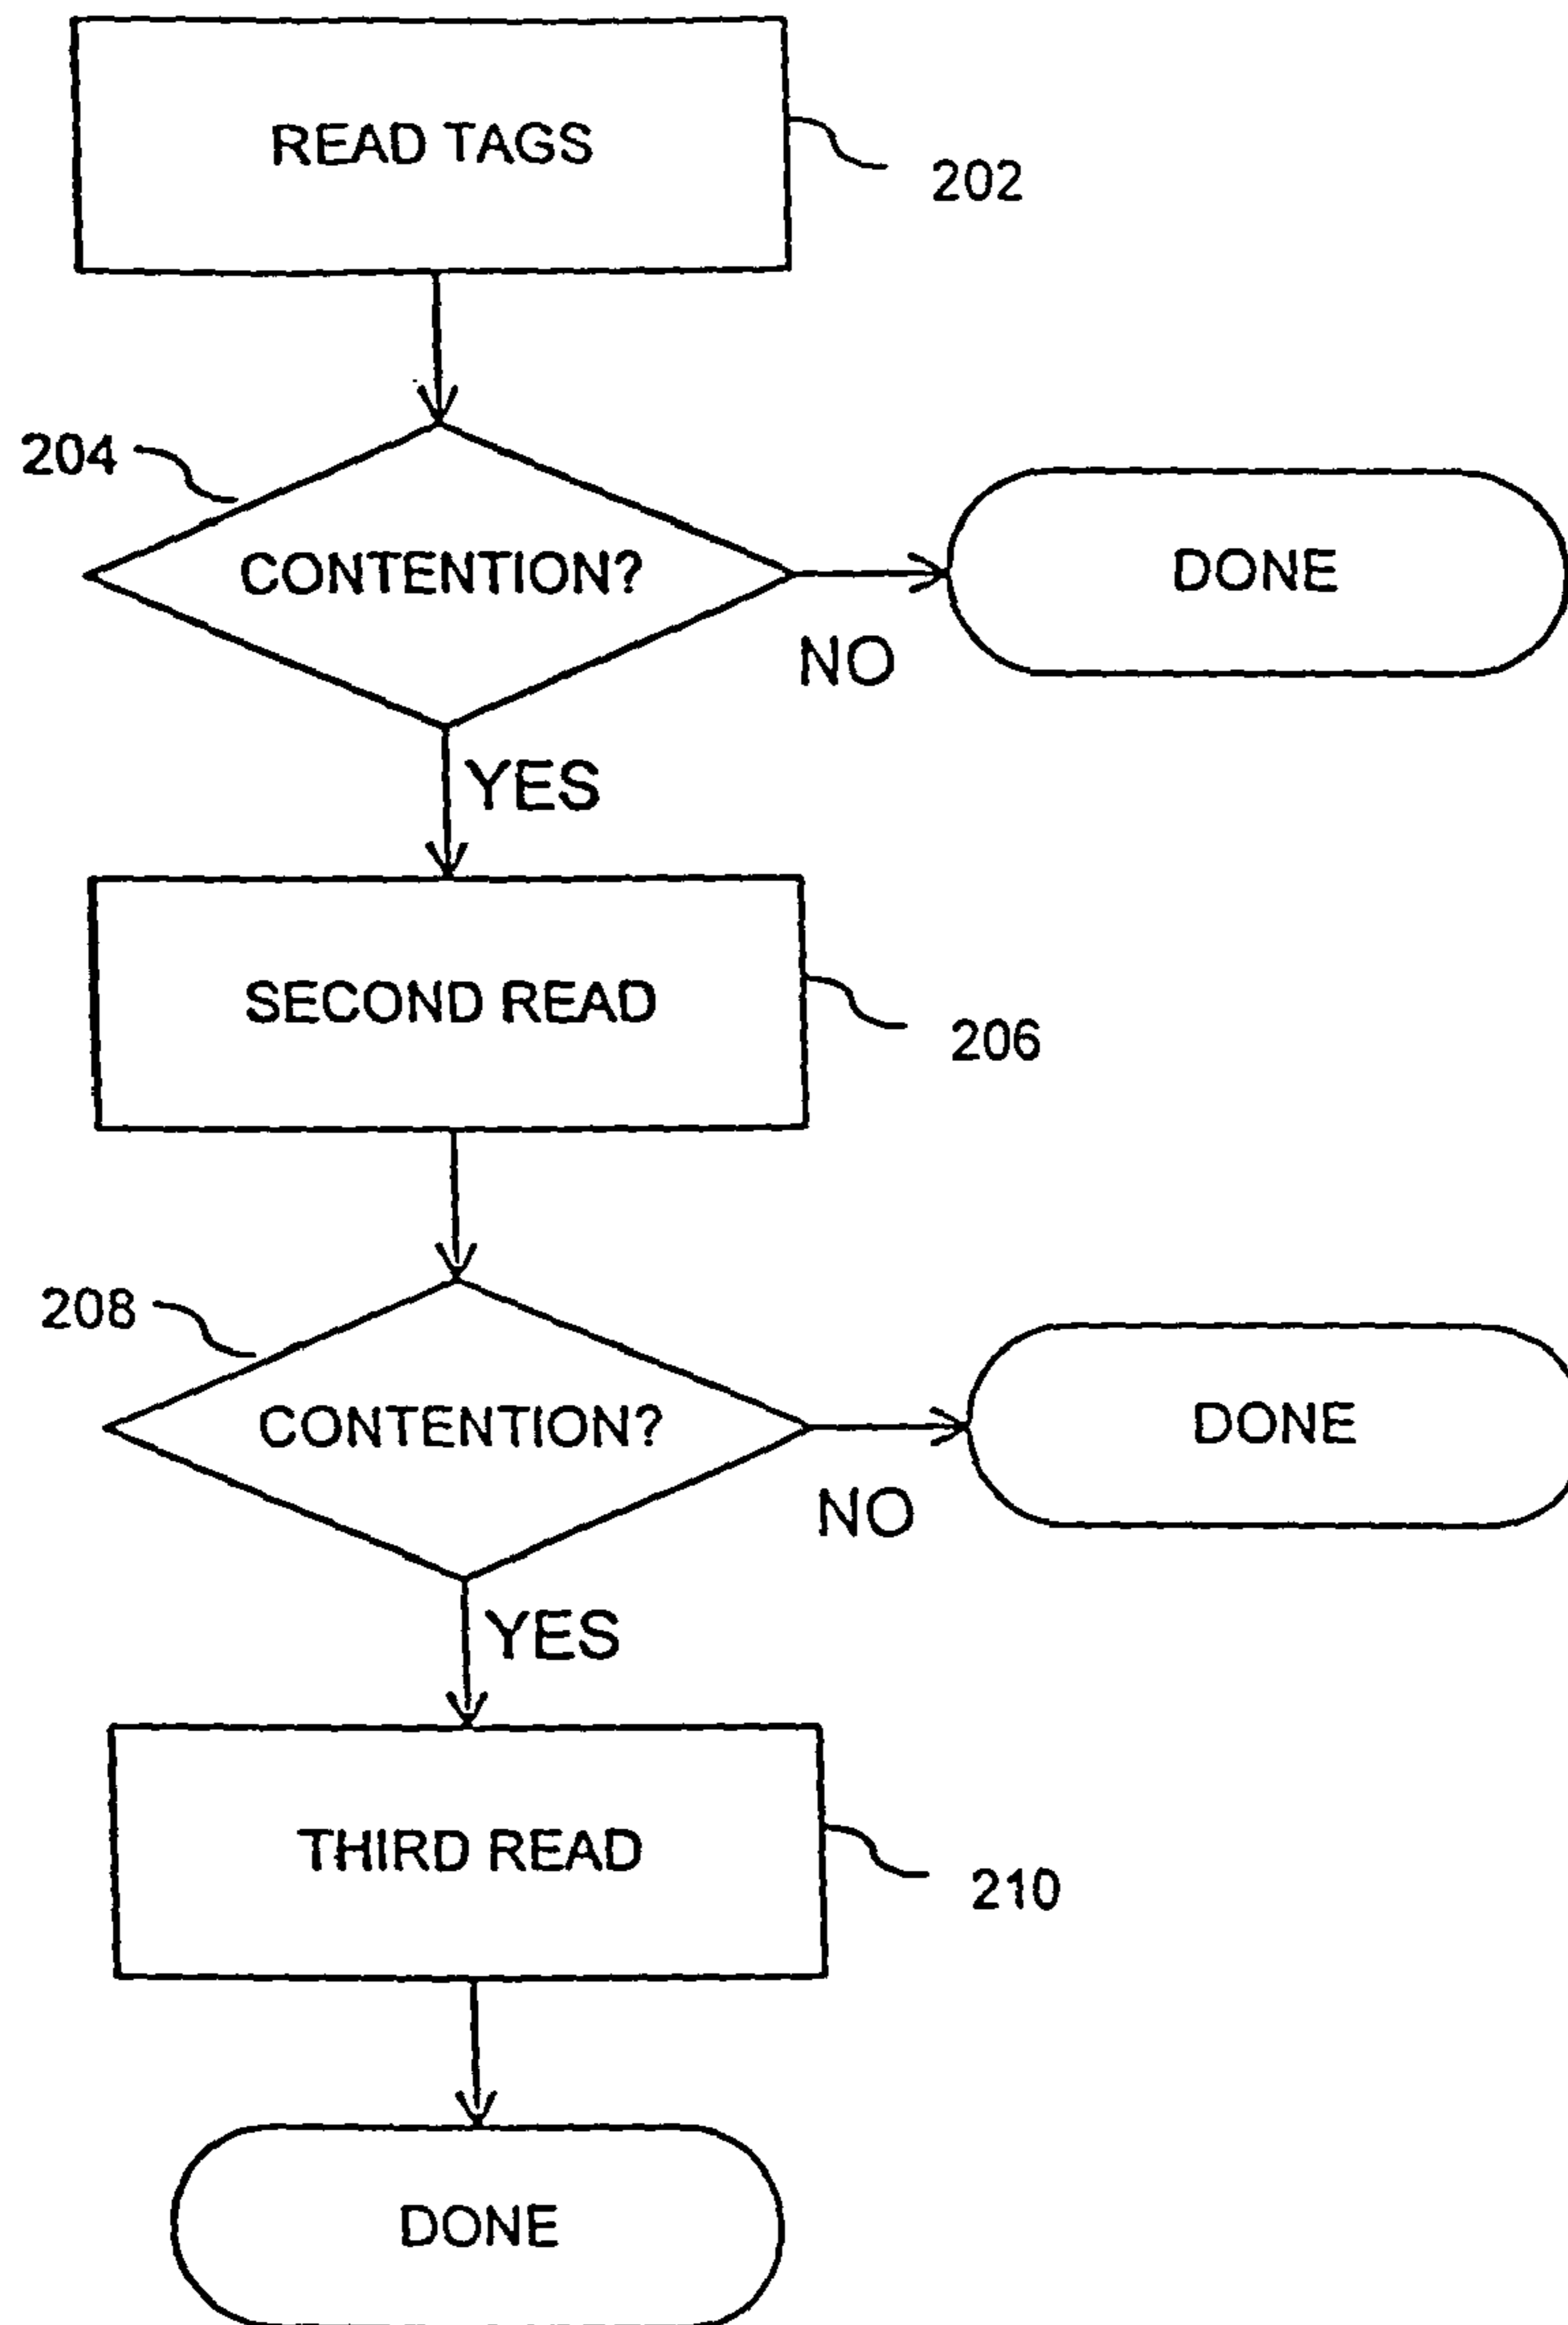 READ TAGS
202
204
CONTENTION?
DONE
NO
YES
SECOND READ
206
208
CONTENTION?
DONE
NO
YES
THIRD READ
210
DONE